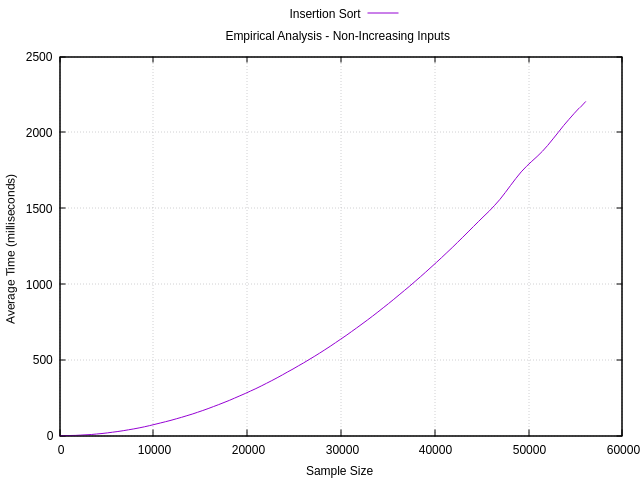 Insertion Sort
Empirical Analysis - Non-Increasing Inputs
2500
2000
1500
1000
500
0
Average Time (milliseconds)
0 10000 20000 30000 40000 50000 60000
Sample Size